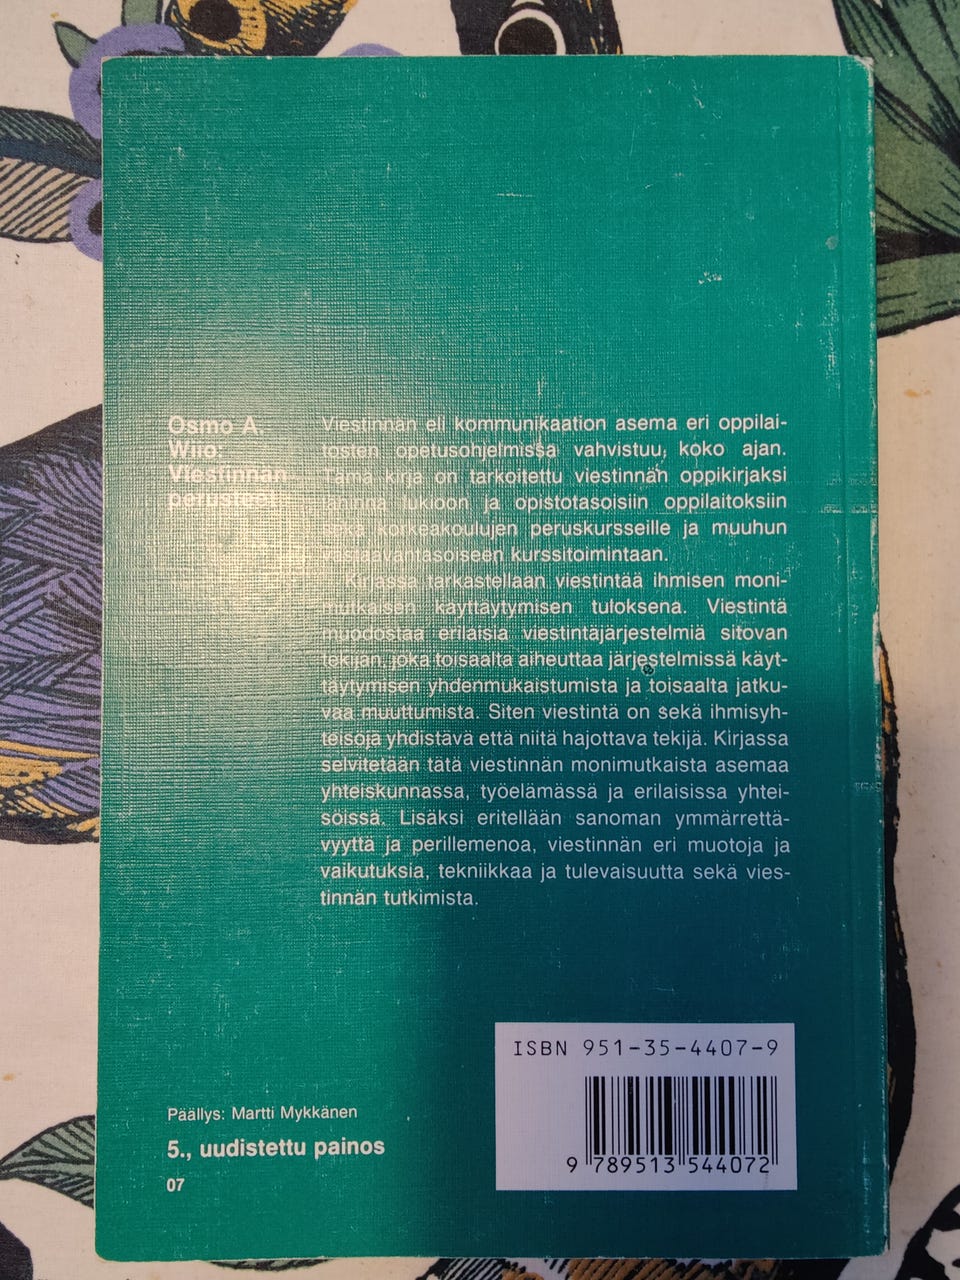 Osmo A.
Wiio:
Viestinnän
perusteet
Viestinnän eli kommunikaation asema eri oppilai-
tosten opetusohjelmissa vahvistuu koko ajan.
Tämä kirja on tarkoitettu viestinnän oppikirjaksi
lähinnä lukioon ja opistotasoisiin oppilaitoksiin
sekä korkeakoulujen peruskursseille ja muuhun
vastaavantasoiseen kurssitoimintaan.
Kirjassa tarkastellaan viestintää ihmisen moni-
mutkaisen käyttäytymisen tuloksena. Viestintä
muodostaa erilaisia viestintäjärjestelmiä sitovan
tekijän, joka toisaalta aiheuttaa järjestelmissä käyt-
täytymisen yhdenmukaistumista ja toisaalta jatku-
vaa muuttumista. Siten viestintä on sekä ihmisyh-
teisöjä yhdistävä että niitä hajottava tekijä. Kirjassa
selvitetään tätä viestinnän monimutkaista asemaa
yhteiskunnassa, työelämässä ja erilaisissa yhtei-
söissä. Lisäksi eritellään sanoman ymmärrettä-
vyyttä ja perillemenoa, viestinnän eri muotoja ja
vaikutuksia, tekniikkaa ja tulevaisuutta sekä vies-
tinnän tutkimista.
Päällys: Martti Mykkänen
5., uudistettu painos
07
ISBN 951-35-4407-9
9 789513 544072